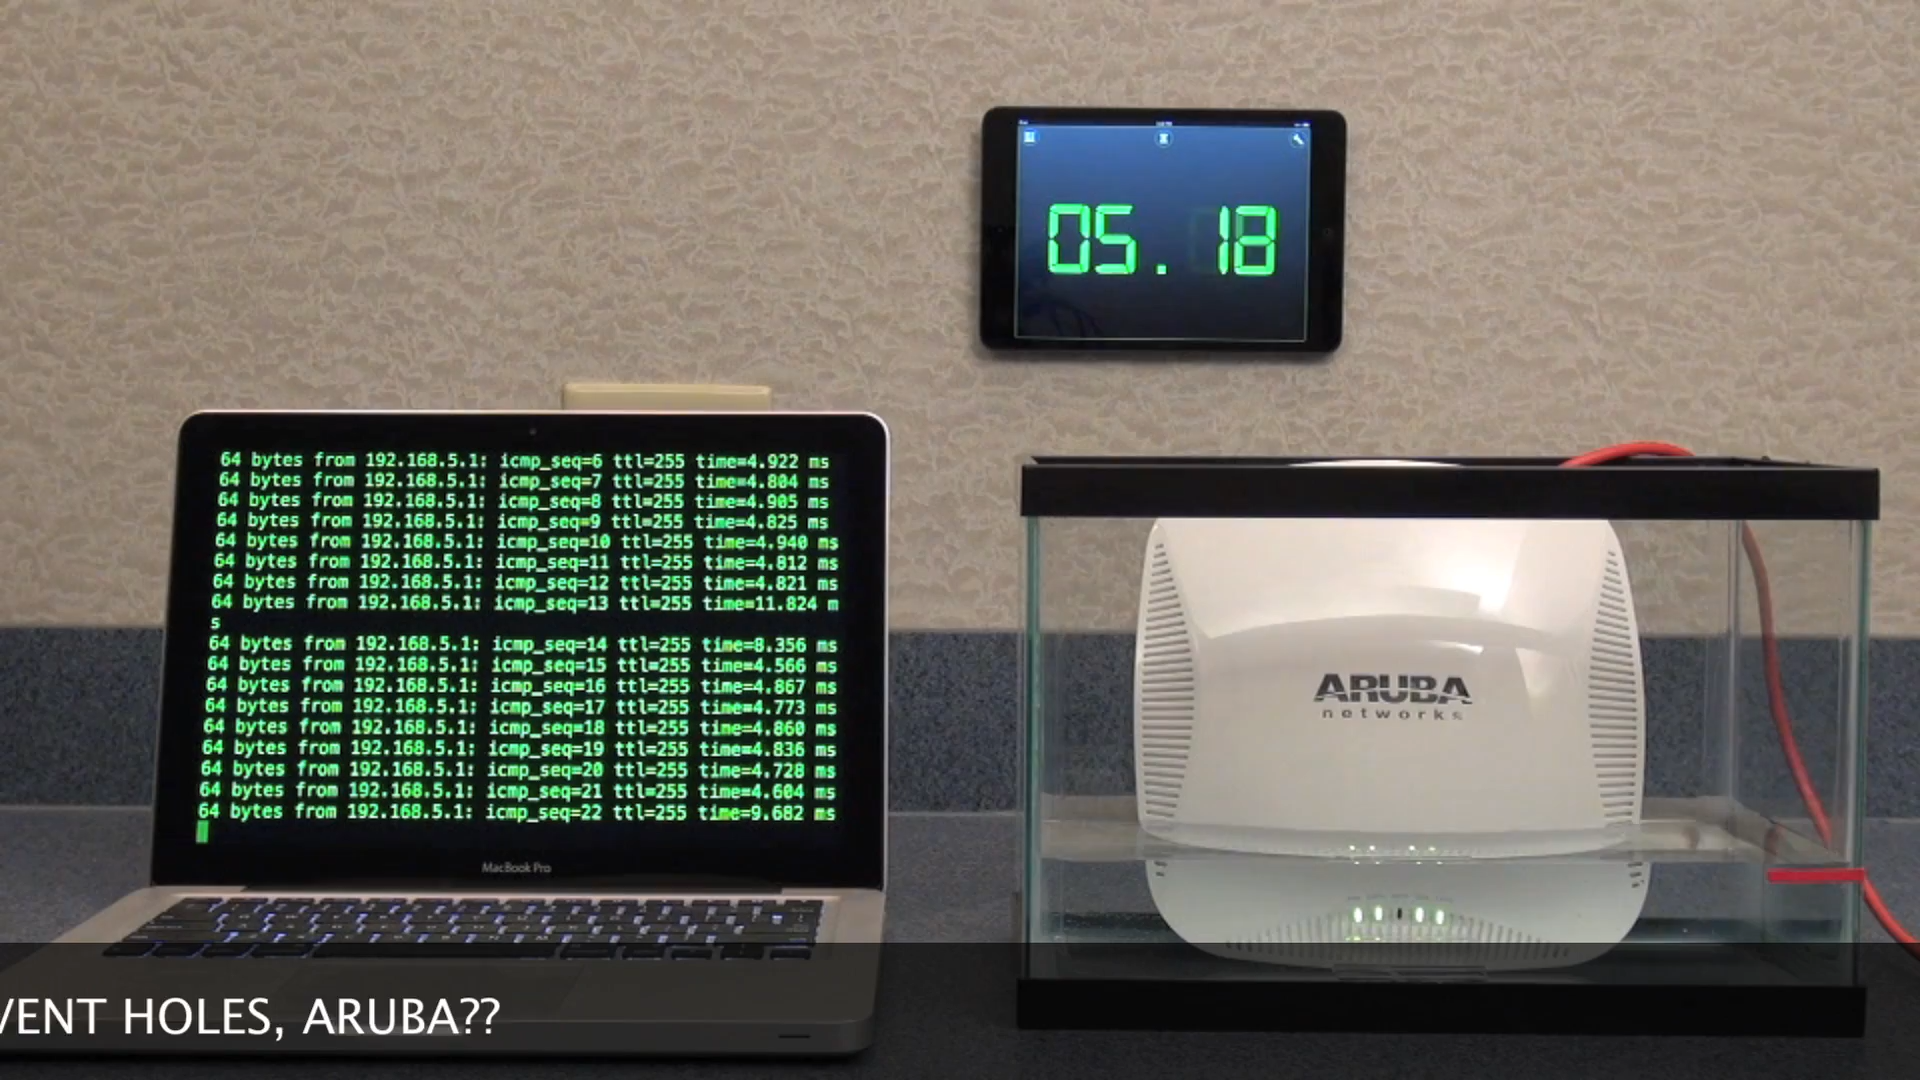 05.18
64 bytes from 192.168.5.1: icmp_seq=6 ttl=255 time=4.922 ms
64 bytes from 192.168.5.1: icmp_seq=7 ttl=255 time=4.804 ms
64 bytes from 192.168.5.1: icmp_seq=8 ttl=255 time=4.905 ms
64 bytes from 192.168.5.1: icmp_seq=9 ttl=255 time=4.825 ms
64 bytes from 192.168.5.1: icmp_seq=10 ttl=255 time=4.940 ms
64 bytes from 192.168.5.1: icmp_seq=11 ttl=255 time=4.812 ms
64 bytes from 192.168.5.1: icmp_seq=12 ttl=255 time=4.821 ms
64 bytes from 192.168.5.1: icmp_seq=13 ttl=255 time=11.824 m
s
64 bytes from 192.168.5.1: icmp_seq=14 ttl=255 time=8.356 ms
64 bytes from 192.168.5.1: icmp_seq=15 ttl=255 time=4.566 ms
64 bytes from 192.168.5.1: icmp_seq=16 ttl=255 time=4.867 ms
64 bytes from 192.168.5.1: icmp_seq=17 ttl=255 time=4.773 ms
64 bytes from 192.168.5.1: icmp_seq=18 ttl=255 time=4.860 ms
64 bytes from 192.168.5.1: icmp_seq=19 ttl=255 time=4.836 ms
64 bytes from 192.168.5.1: icmp_seq=20 ttl=255 time=4.728 ms
64 bytes from 192.168.5.1: icmp_seq=21 ttl=255 time=4.604 ms
64 bytes from 192.168.5.1: icmp_seq=22 ttl=255 time=9.682 ms
MacBook Pro
ARUBA
networks
VENT HOLES, ARUBA??